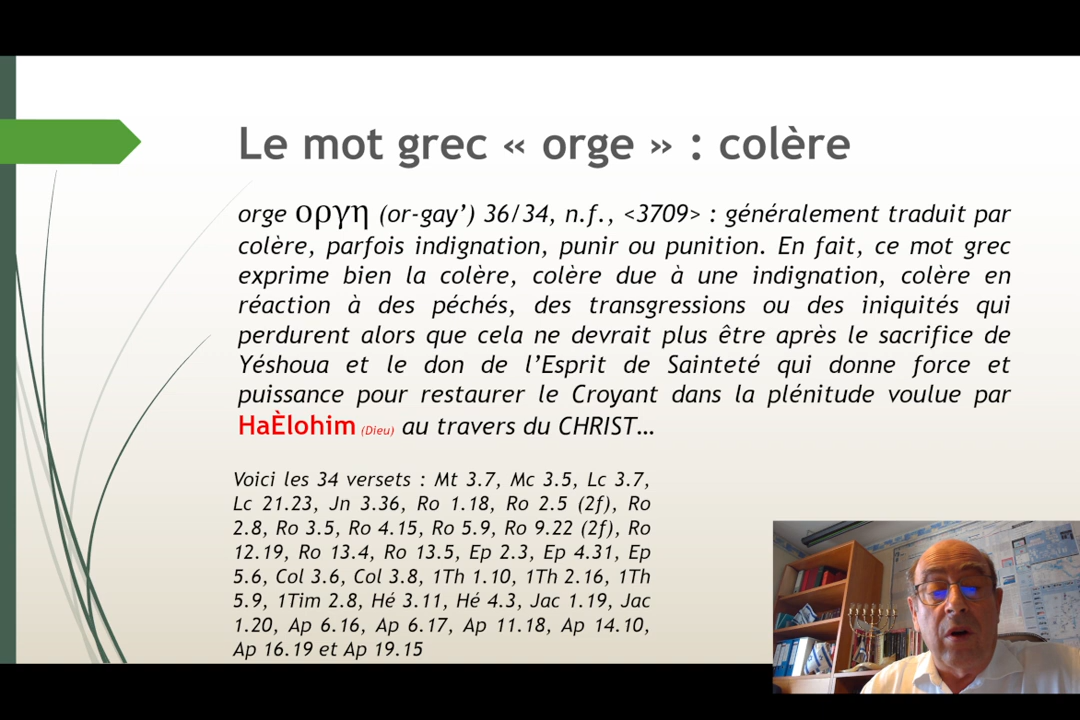 Le mot grec « orge » : colère
orge οργη (or-gay’) 36/34, n.f., <3709> : généralement traduit par
colère, parfois indignation, punir ou punition. En fait, ce mot grec
exprime bien la colère, colère due à une indignation, colère en
réaction à des péchés, des transgressions ou des iniquités qui
perdurent alors que cela ne devrait plus être après le sacrifice de
Yéshoua et le don de l’Esprit de Sainteté qui donne force et
puissance pour restaurer le Croyant dans la plénitude voulue par
HaÈlohim (Dieu) au travers du CHRIST…
Voici les 34 versets : Mt 3.7, Mc 3.5, Lc 3.7,
Lc 21.23, Jn 3.36, Ro 1.18, Ro 2.5 (2f), Ro
2.8, Ro 3.5, Ro 4.15, Ro 5.9, Ro 9.22 (2f), Ro
12.19, Ro 13.4, Ro 13.5, Ep 2.3, Ep 4.31, Ep
5.6, Col 3.6, Col 3.8, 1Th 1.10, 1Th 2.16, 1Th
5.9, 1Tim 2.8, Hé 3.11, Hé 4.3, Jac 1.19, Jac
1.20, Ap 6.16, Ap 6.17, Ap 11.18, Ap 14.10,
Ap 16.19 et Ap 19.15